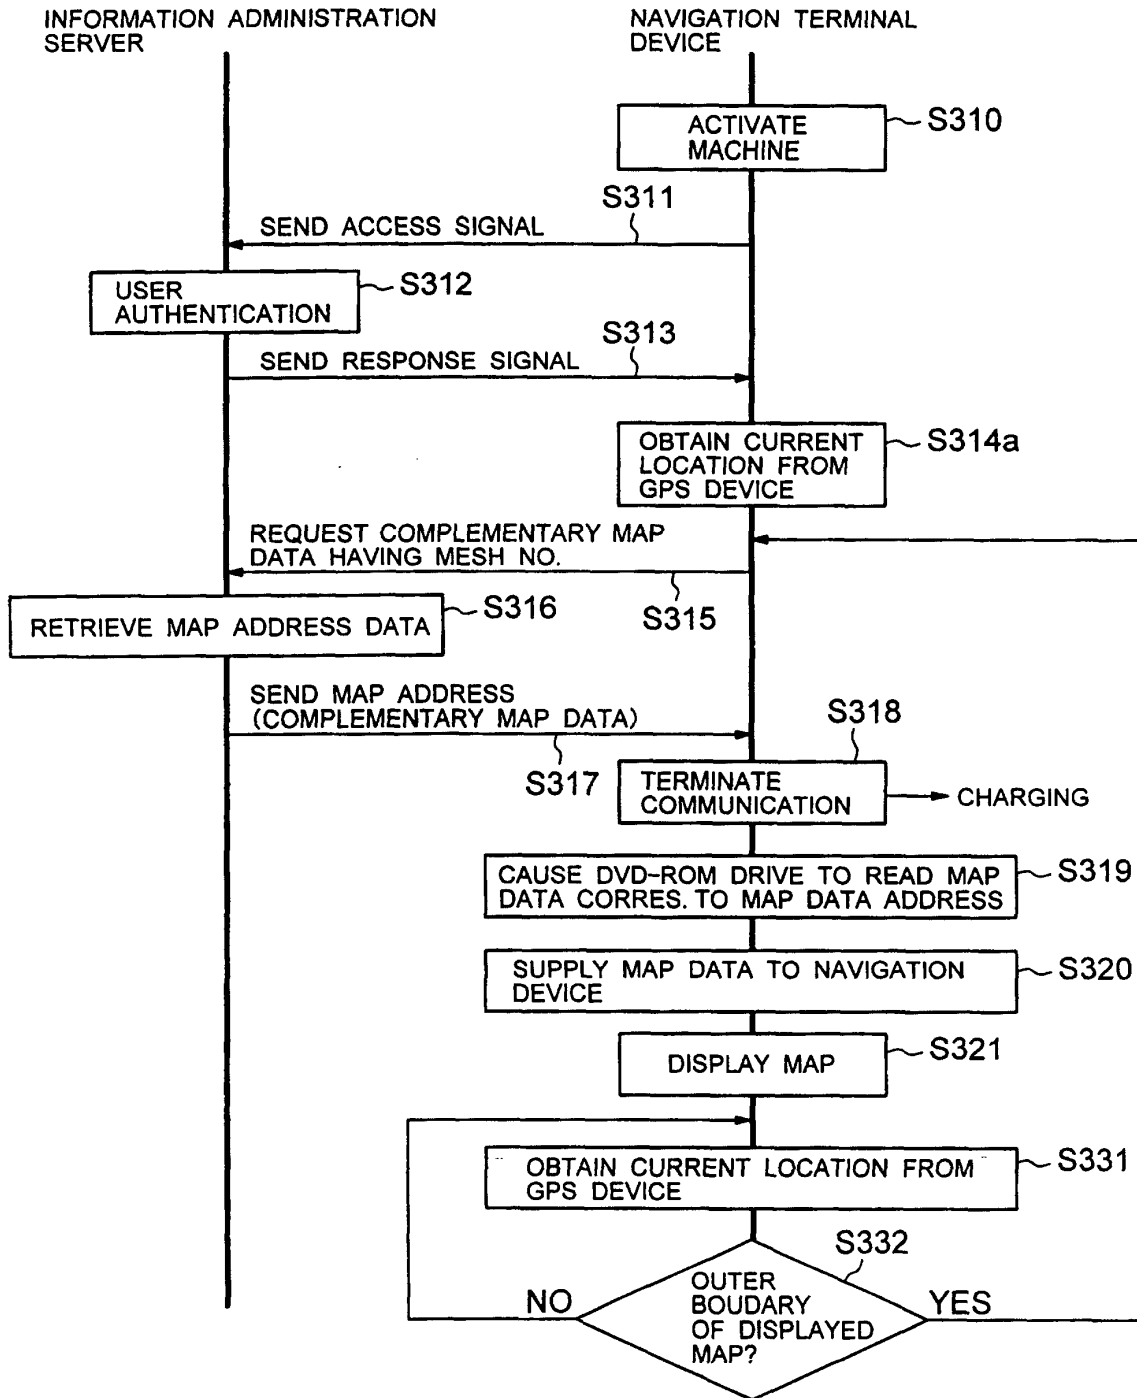 INFORMATION ADMINISTRATION
SERVER
NAVIGATION TERMINAL
DEVICE
ACTIVATE
MACHINE
S310
S311
SEND ACCESS SIGNAL
USER
AUTHENTICATION
S312
S313
SEND RESPONSE SIGNAL
OBTAIN CURRENT
LOCATION FROM
GPS DEVICE
S314a
REQUEST COMPLEMENTARY MAP
DATA HAVING MESH NO.
S315
RETRIEVE MAP ADDRESS DATA
S316
SEND MAP ADDRESS
(COMPLEMENTARY MAP DATA)
S317
S318
TERMINATE
COMMUNICATION
CHARGING
CAUSE DVD-ROM DRIVE TO READ MAP
DATA CORRES. TO MAP DATA ADDRESS
S319
SUPPLY MAP DATA TO NAVIGATION
DEVICE
S320
DISPLAY MAP
S321
OBTAIN CURRENT LOCATION FROM
GPS DEVICE
S331
S332
OUTER
BOUDARY
OF DISPLAYED
MAP?
NO
YES